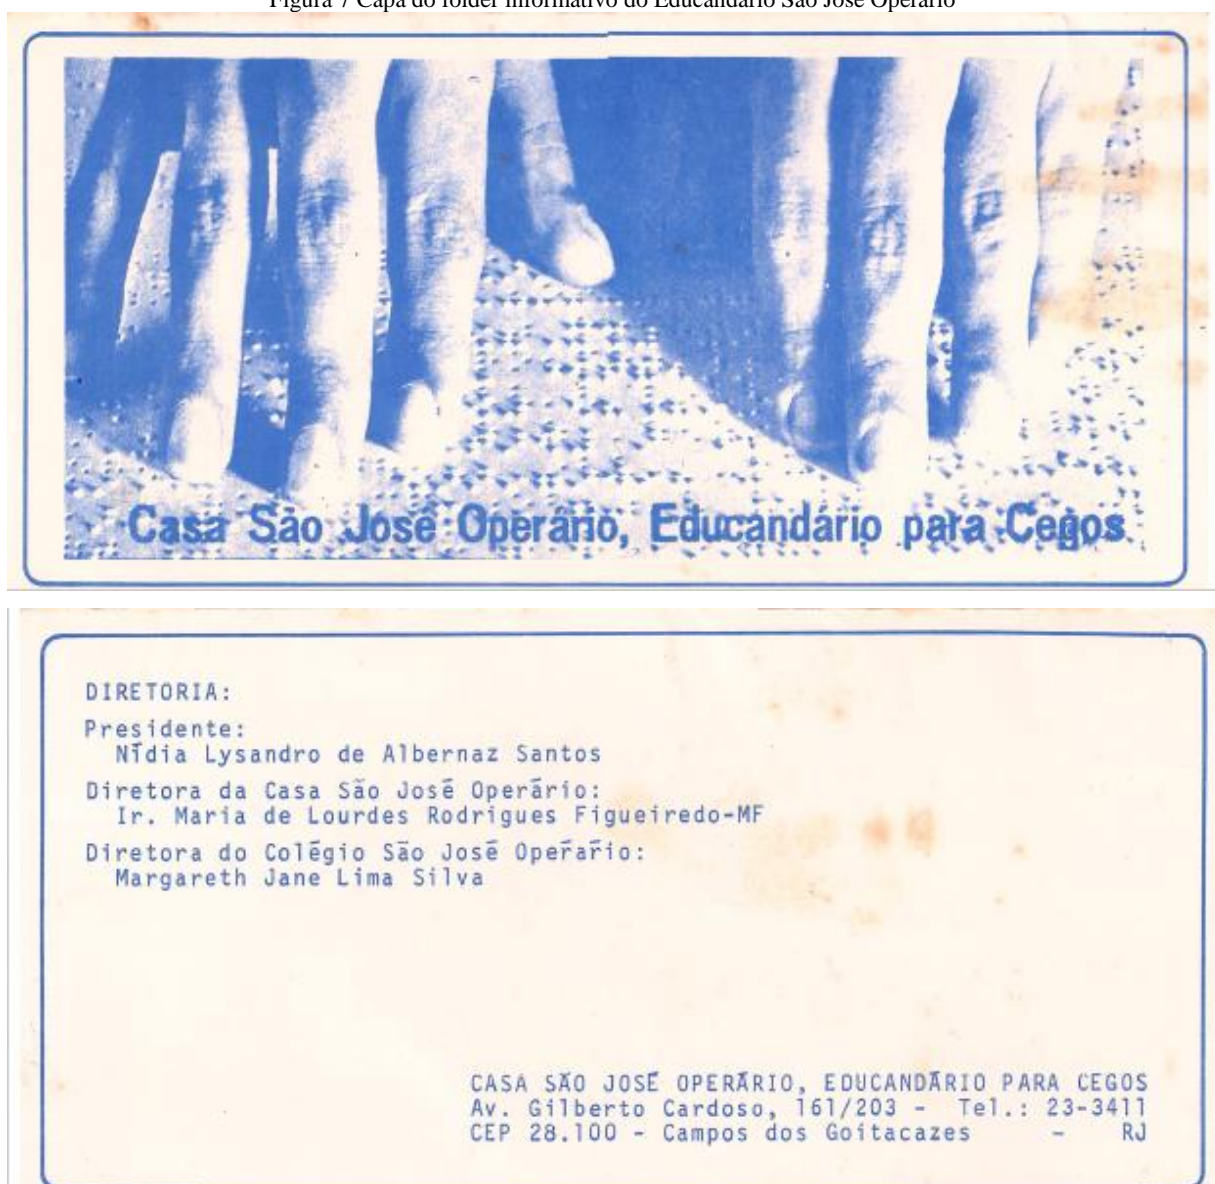 Figura 7 Capa do folder informativo do Educandário São José Operário
Casa São José Operário, Educandário para Cegos
DIRETORIA:
Presidente:
Nídia Lysandro de Albernaz Santos
Diretora da Casa São José Operário:
Ir. Maria de Lourdes Rodrigues Figueiredo-MF
Diretora do Colégio São José Operário:
Margareth Jane Lima Silva
CASA SÃO JOSÉ OPERÁRIO, EDUCANDÁRIO PARA CEGOS
Av. Gilberto Cardoso, 161/203 - Tel.: 23-3411
CEP 28.100 - Campos dos Goitacazes - RJ